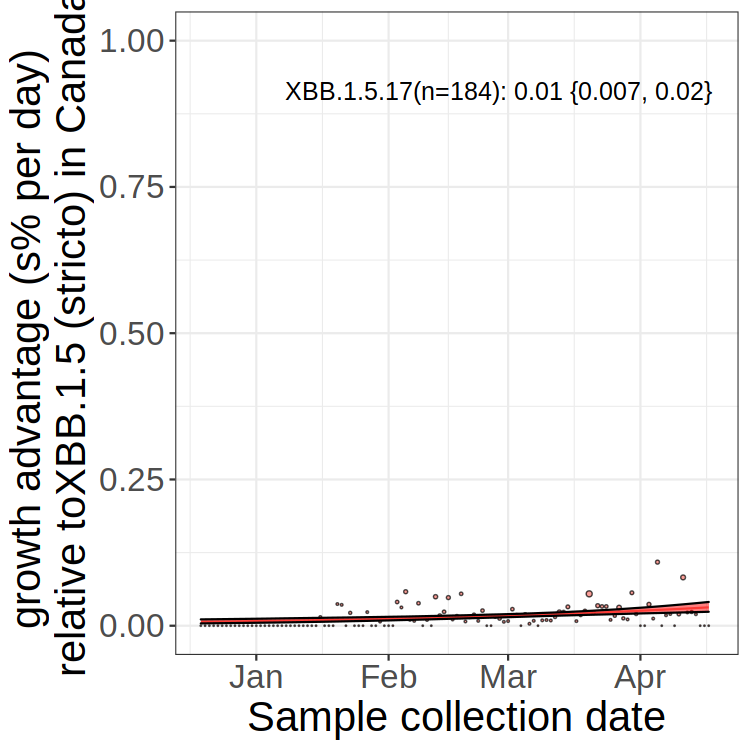 growth advantage (s% per day)
relative toXBB.1.5 (stricto) in Canada
1.00
0.75
0.50
0.25
0.00
XBB.1.5.17(n=184): 0.01 {0.007, 0.02}
Jan Feb Mar Apr
Sample collection date